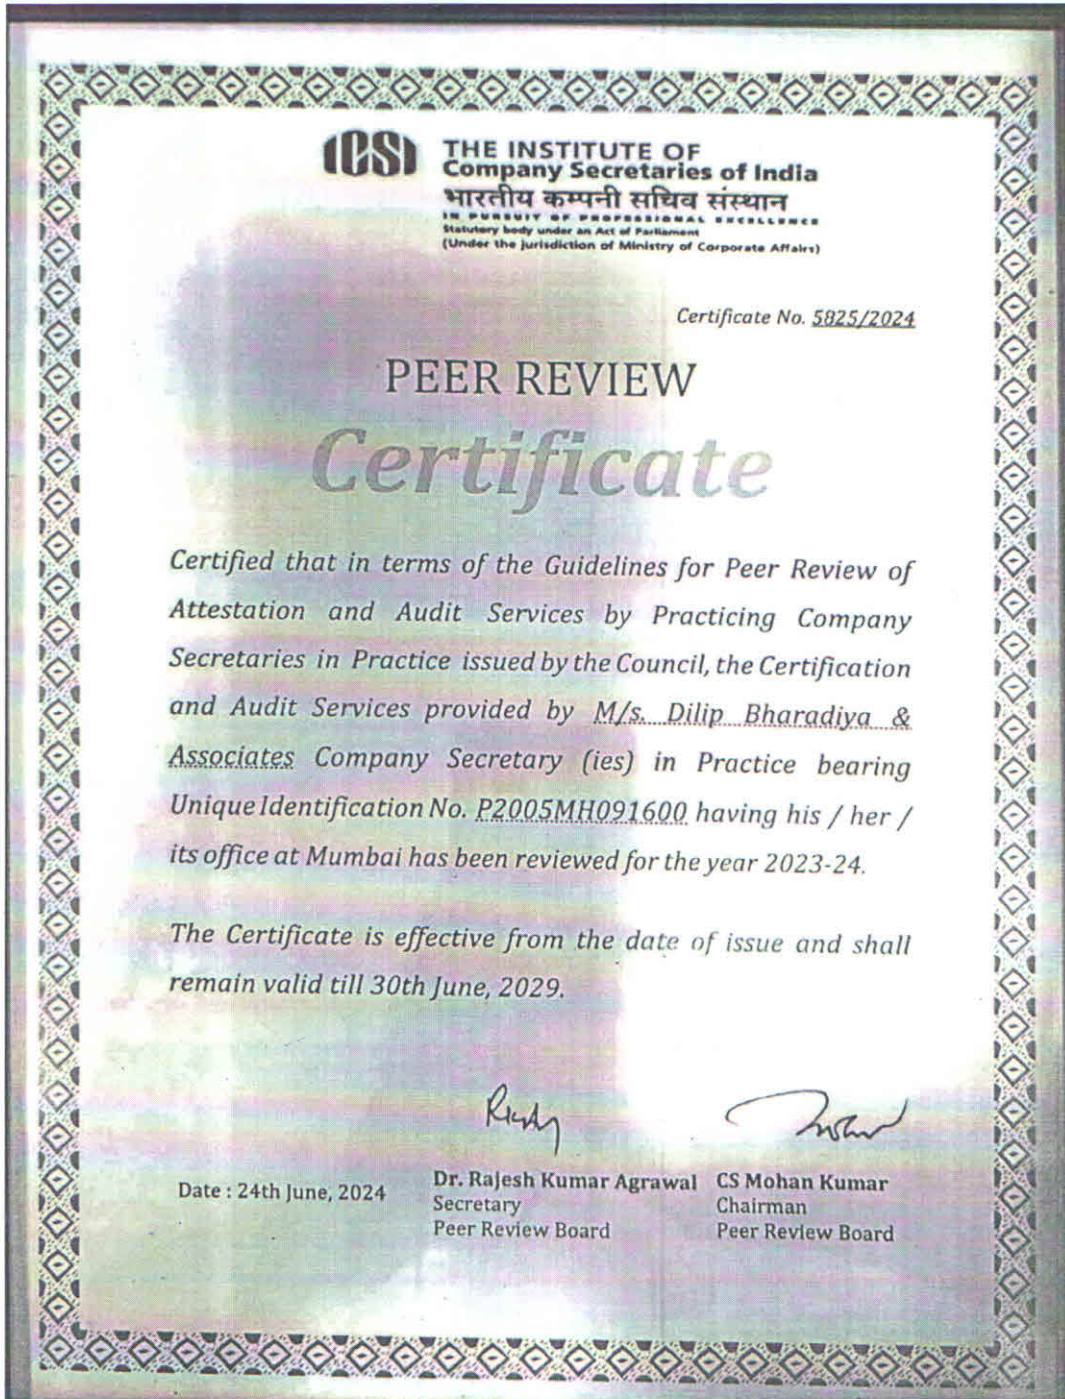 ICSI
THE INSTITUTE OF
Company Secretaries of India
भारतीय कम्पनी सचिव संस्थान
IN PURSUIT OF PROFESSIONAL EXCELLENCE
Statutory body under an Act of Parliament
(Under the jurisdiction of Ministry of Corporate Affairs)
Certificate No. 5825/2024
PEER REVIEW
Certificate
Certified that in terms of the Guidelines for Peer Review of
Attestation and Audit Services by Practicing Company
Secretaries in Practice issued by the Council, the Certification
and Audit Services provided by M/s. Dilip Bharadiya &
Associates Company Secretary (ies) in Practice bearing
Unique Identification No. P2005MH091600 having his / her /
its office at Mumbai has been reviewed for the year 2023-24.
The Certificate is effective from the date of issue and shall
remain valid till 30th June, 2029.
Date : 24th June, 2024
Dr. Rajesh Kumar Agrawal
Secretary
Peer Review Board
CS Mohan Kumar
Chairman
Peer Review Board